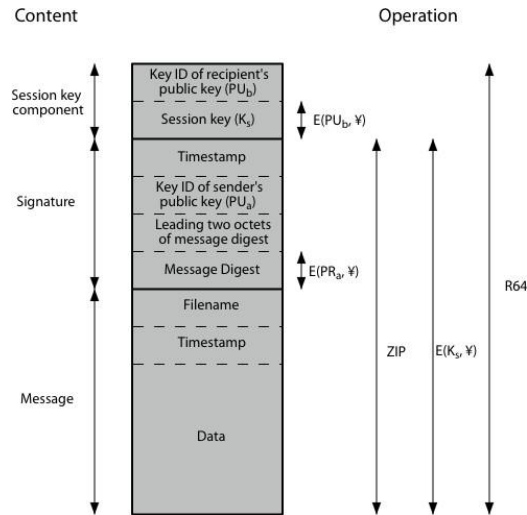 Content
Operation
Session key
component
Signature
Message
Key ID of recipient's
public key (PUb)
Session key (Ks)
Timestamp
Key ID of sender's
public key (PUa)
Leading two octets
of message digest
Message Digest
Filename
Timestamp
Data
E(PUb, ¥)
E(PRa, ¥)
ZIP
E(Ks, ¥)
R64